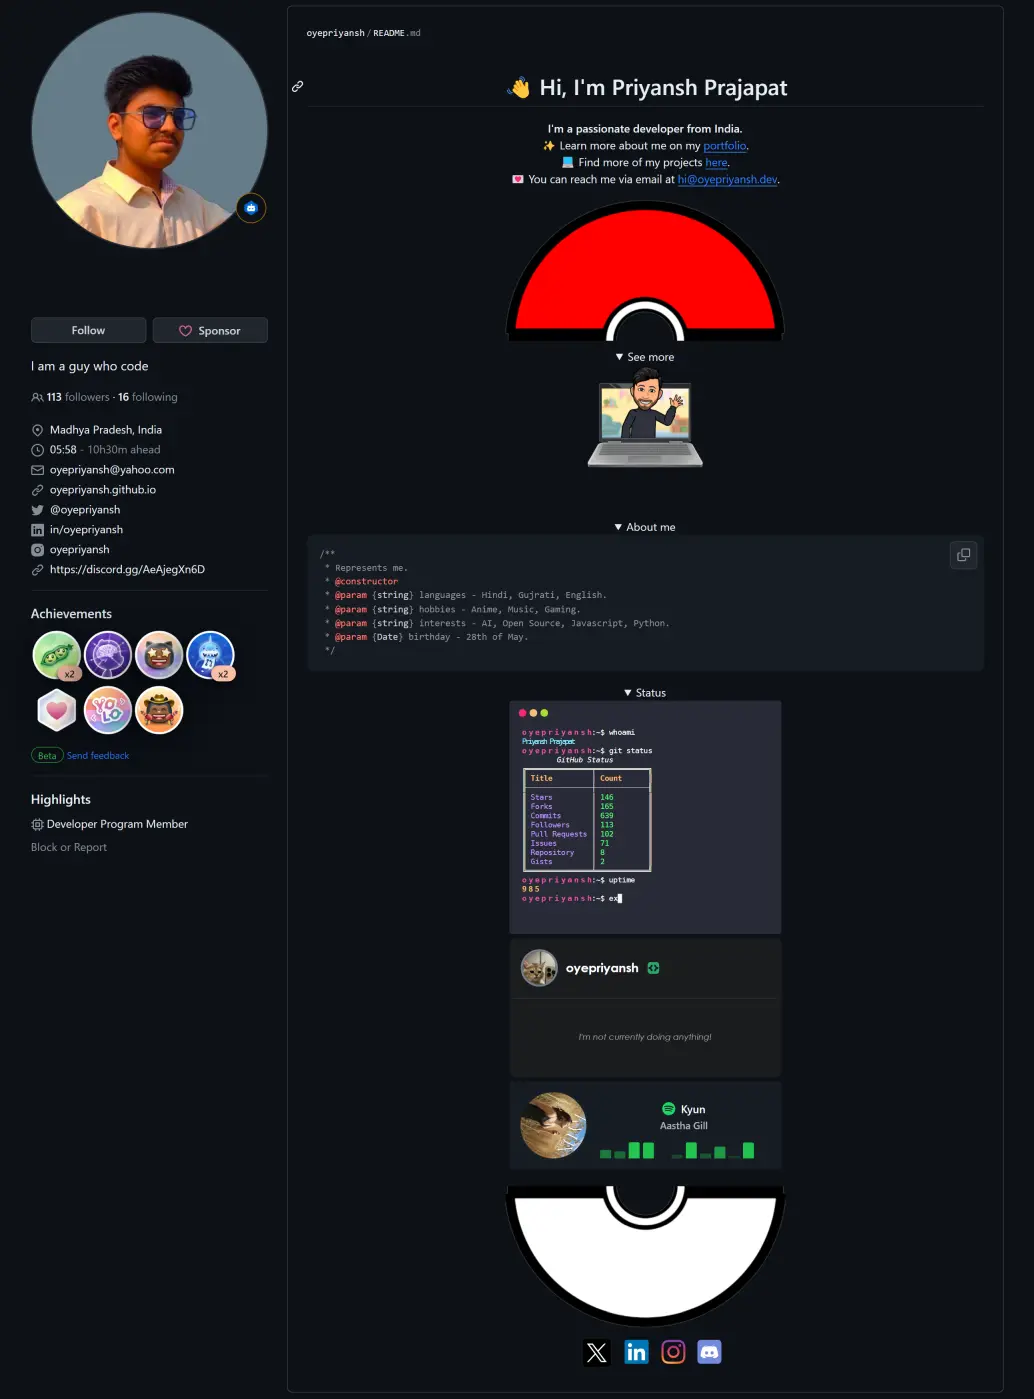 Follow
Sponsor
I am a guy who code
113 followers · 16 following
Madhya Pradesh, India
05:58 - 10h30m ahead
oyepriyansh@yahoo.com
oyepriyansh.github.io
@oyepriyansh
in/oyepriyansh
oyepriyansh
https://discord.gg/AeAjegXn6D
Achievements
x2
x2
YOLO
Beta Send feedback
Highlights
Developer Program Member
Block or Report
oyepriyansh/README.md
👋 Hi, I'm Priyansh Prajapat
I'm a passionate developer from India.
✨ Learn more about me on my portfolio.
💻 Find more of my projects here.
💌 You can reach me via email at hi@oyepriyansh.dev.
▼ See more
▼ About me
/**
* Represents me.
* @constructor
* @param {string} languages - Hindi, Gujrati, English.
* @param {string} hobbies - Anime, Music, Gaming.
* @param {string} interests - AI, Open Source, Javascript, Python.
* @param {Date} birthday - 28th of May.
*/
▼ Status
oyepriyansh:~$ whoami
Priyansh Prajapat
oyepriyansh:~$ git status
GitHub Status
Title Count
Stars 146
Forks 165
Commits 639
Followers 113
Pull Requests 102
Issues 71
Repository 8
Gists 2
oyepriyansh:~$ uptime
985
oyepriyansh:~$ ex
oyepriyansh
I'm not currently doing anything!
Kyun
Aastha Gill
in